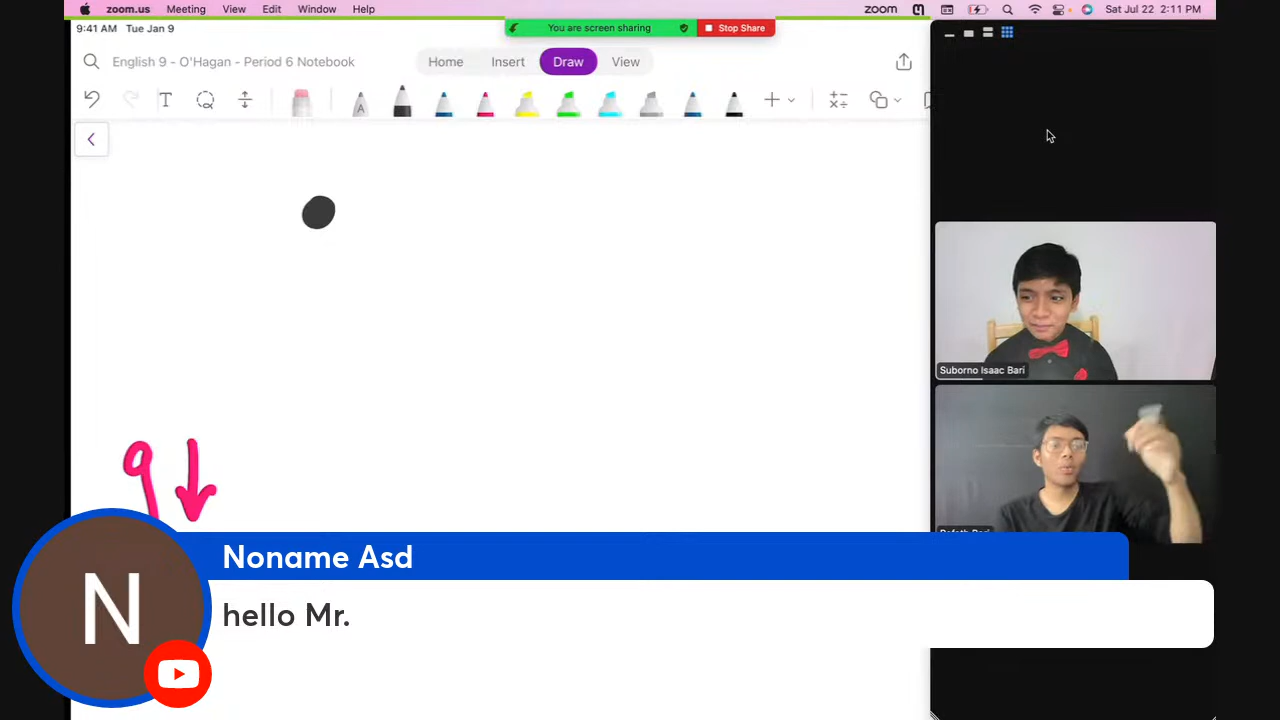 zoom.us Meeting View Edit Window Help
zoom Sat Jul 22 2:11 PM
9:41 AM Tue Jan 9
You are screen sharing Stop Share
English 9 - O'Hagan - Period 6 Notebook
Home Insert Draw View
T
A
Suborno Isaac Bari
g ↓
Noname Asd
N
hello Mr.